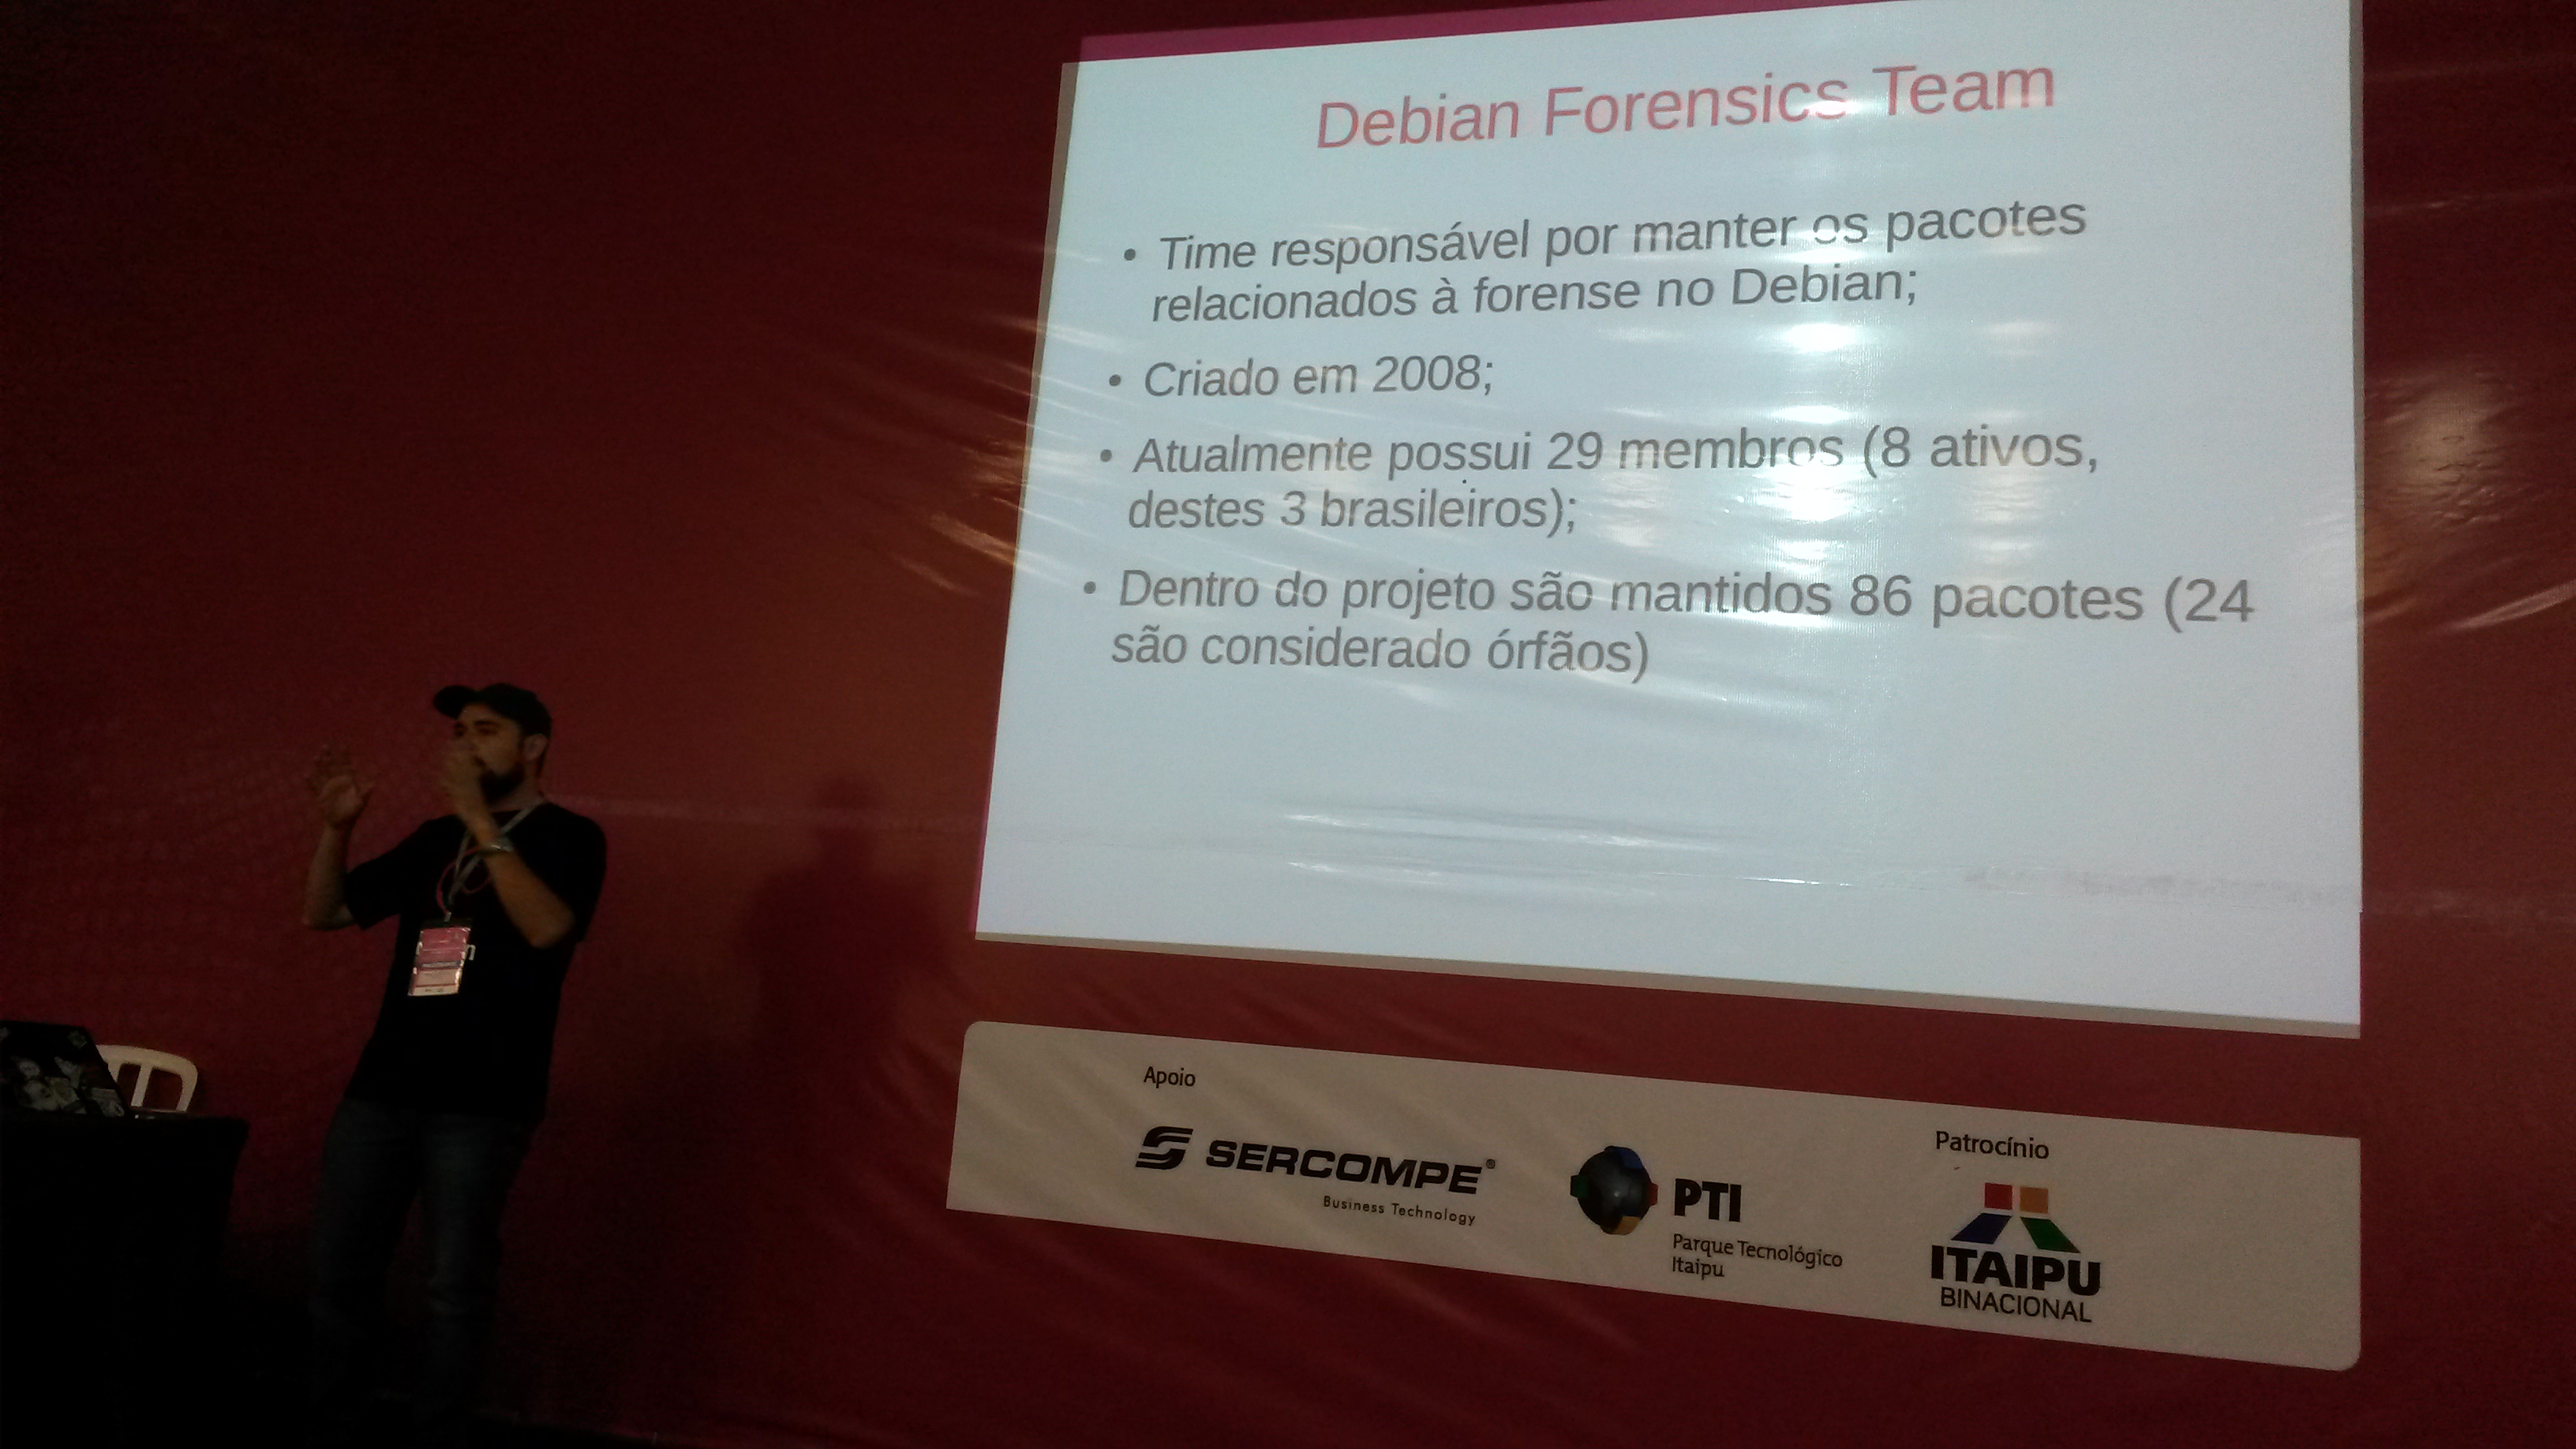 Debian Forensics Team
• Time responsável por manter os pacotes
relacionados à forense no Debian;
• Criado em 2008;
• Atualmente possui 29 membros (8 ativos,
destes 3 brasileiros);
• Dentro do projeto são mantidos 86 pacotes (24
são considerado órfãos)
Apoio
SERCOMPE®
Business Technology
PTI
Parque Tecnológico
Itaipu
Patrocínio
ITAIPU
BINACIONAL